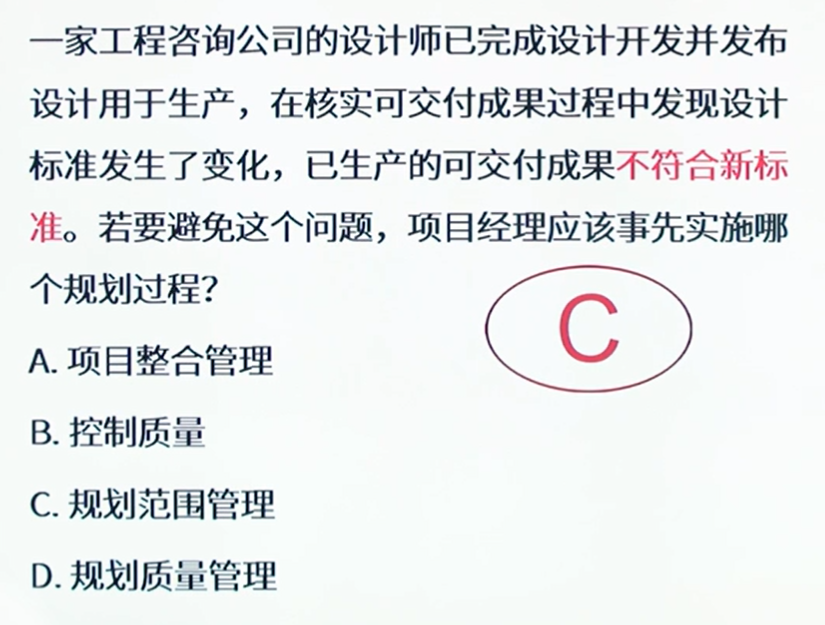 一家工程咨询公司的设计师已完成设计开发并发布
设计用于生产，在核实可交付成果过程中发现设计
标准发生了变化，已生产的可交付成果不符合新标
准。若要避免这个问题，项目经理应该事先实施哪
个规划过程？
C
A. 项目整合管理
B. 控制质量
C. 规划范围管理
D. 规划质量管理